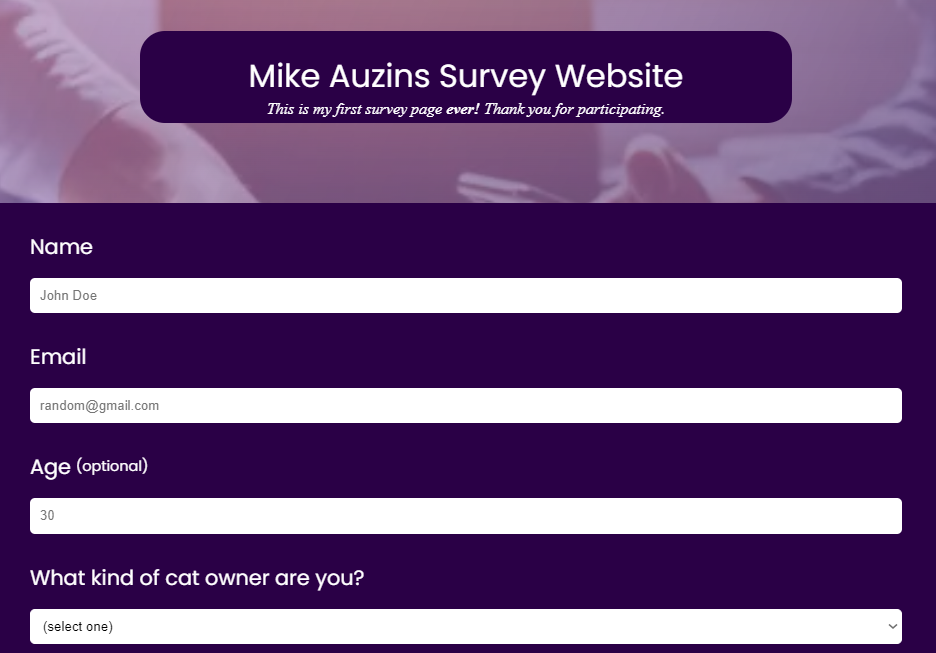 Mike Auzins Survey Website
This is my first survey page ever! Thank you for participating.
Name
John Doe
Email
random@gmail.com
Age (optional)
30
What kind of cat owner are you?
(select one)